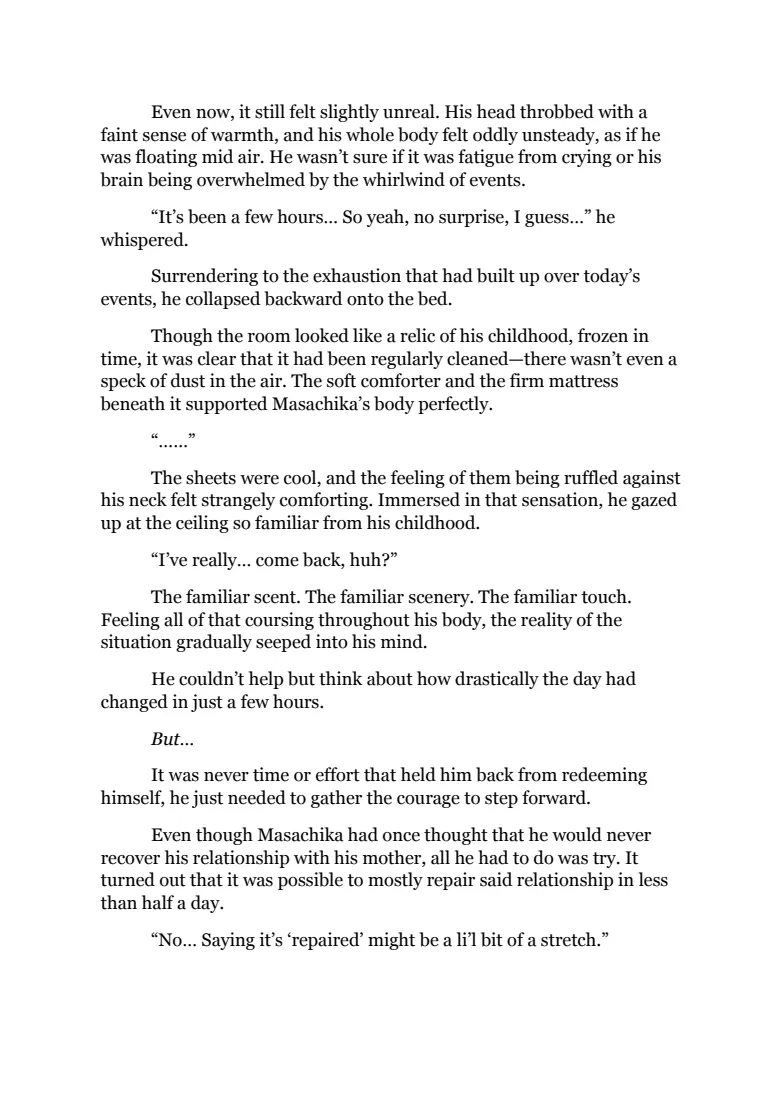 Even now, it still felt slightly unreal. His head throbbed with a
faint sense of warmth, and his whole body felt oddly unsteady, as if he
was floating mid air. He wasn’t sure if it was fatigue from crying or his
brain being overwhelmed by the whirlwind of events.
“It’s been a few hours… So yeah, no surprise, I guess…” he
whispered.
Surrendering to the exhaustion that had built up over today’s
events, he collapsed backward onto the bed.
Though the room looked like a relic of his childhood, frozen in
time, it was clear that it had been regularly cleaned—there wasn’t even a
speck of dust in the air. The soft comforter and the firm mattress
beneath it supported Masachika’s body perfectly.
“……”
The sheets were cool, and the feeling of them being ruffled against
his neck felt strangely comforting. Immersed in that sensation, he gazed
up at the ceiling so familiar from his childhood.
“I’ve really… come back, huh?”
The familiar scent. The familiar scenery. The familiar touch.
Feeling all of that coursing throughout his body, the reality of the
situation gradually seeped into his mind.
He couldn’t help but think about how drastically the day had
changed in just a few hours.
But…
It was never time or effort that held him back from redeeming
himself, he just needed to gather the courage to step forward.
Even though Masachika had once thought that he would never
recover his relationship with his mother, all he had to do was try. It
turned out that it was possible to mostly repair said relationship in less
than half a day.
“No… Saying it’s ‘repaired’ might be a li’l bit of a stretch.”